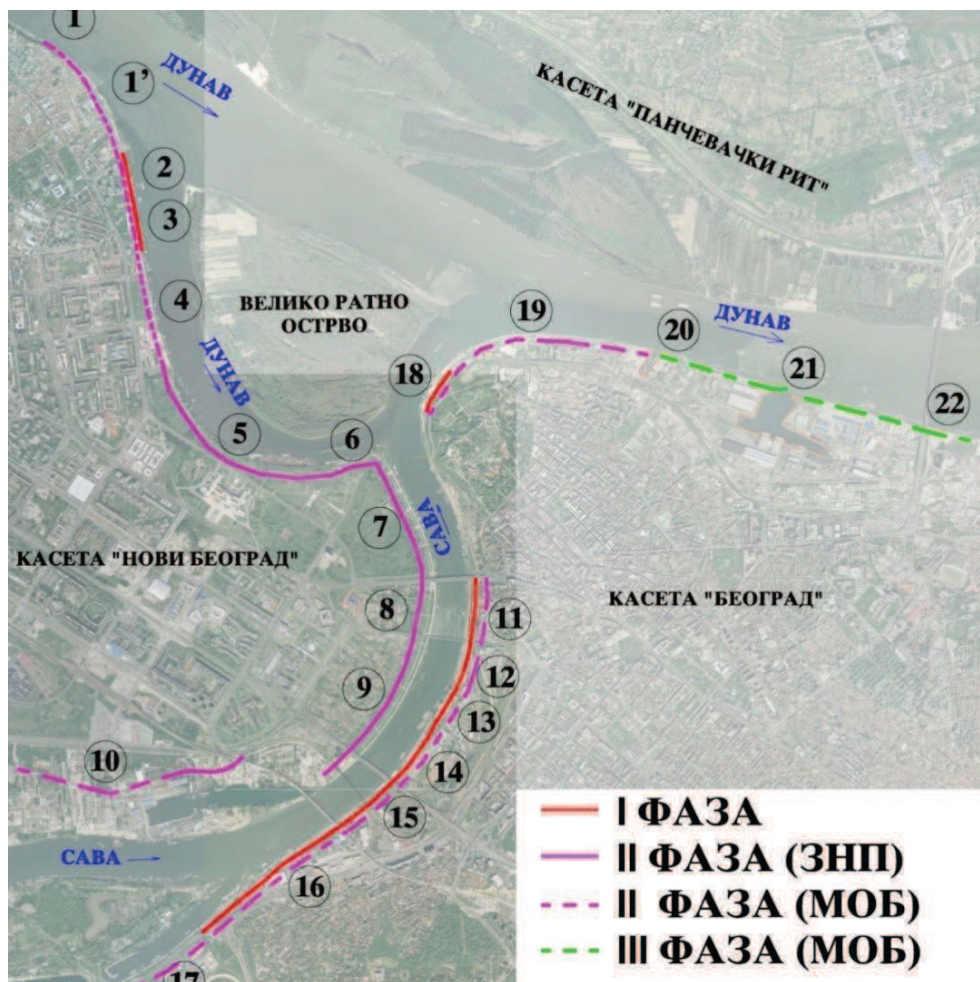 1
1’
ДУНАВ
КАСЕТА "ПАНЧЕВАЧКИ РИТ"
2
3
4
ВЕЛИКО РАТНО
ОСТРВО
19
20
ДУНАВ
21
22
18
ДУНАВ
5
6
7
САВА
КАСЕТА "НОВИ БЕОГРАД"
КАСЕТА "БЕОГРАД"
8
11
9
12
13
10
14
15
САВА
16
17
I ФАЗА
II ФАЗА (ЗНП)
II ФАЗА (МОБ)
III ФАЗА (МОБ)